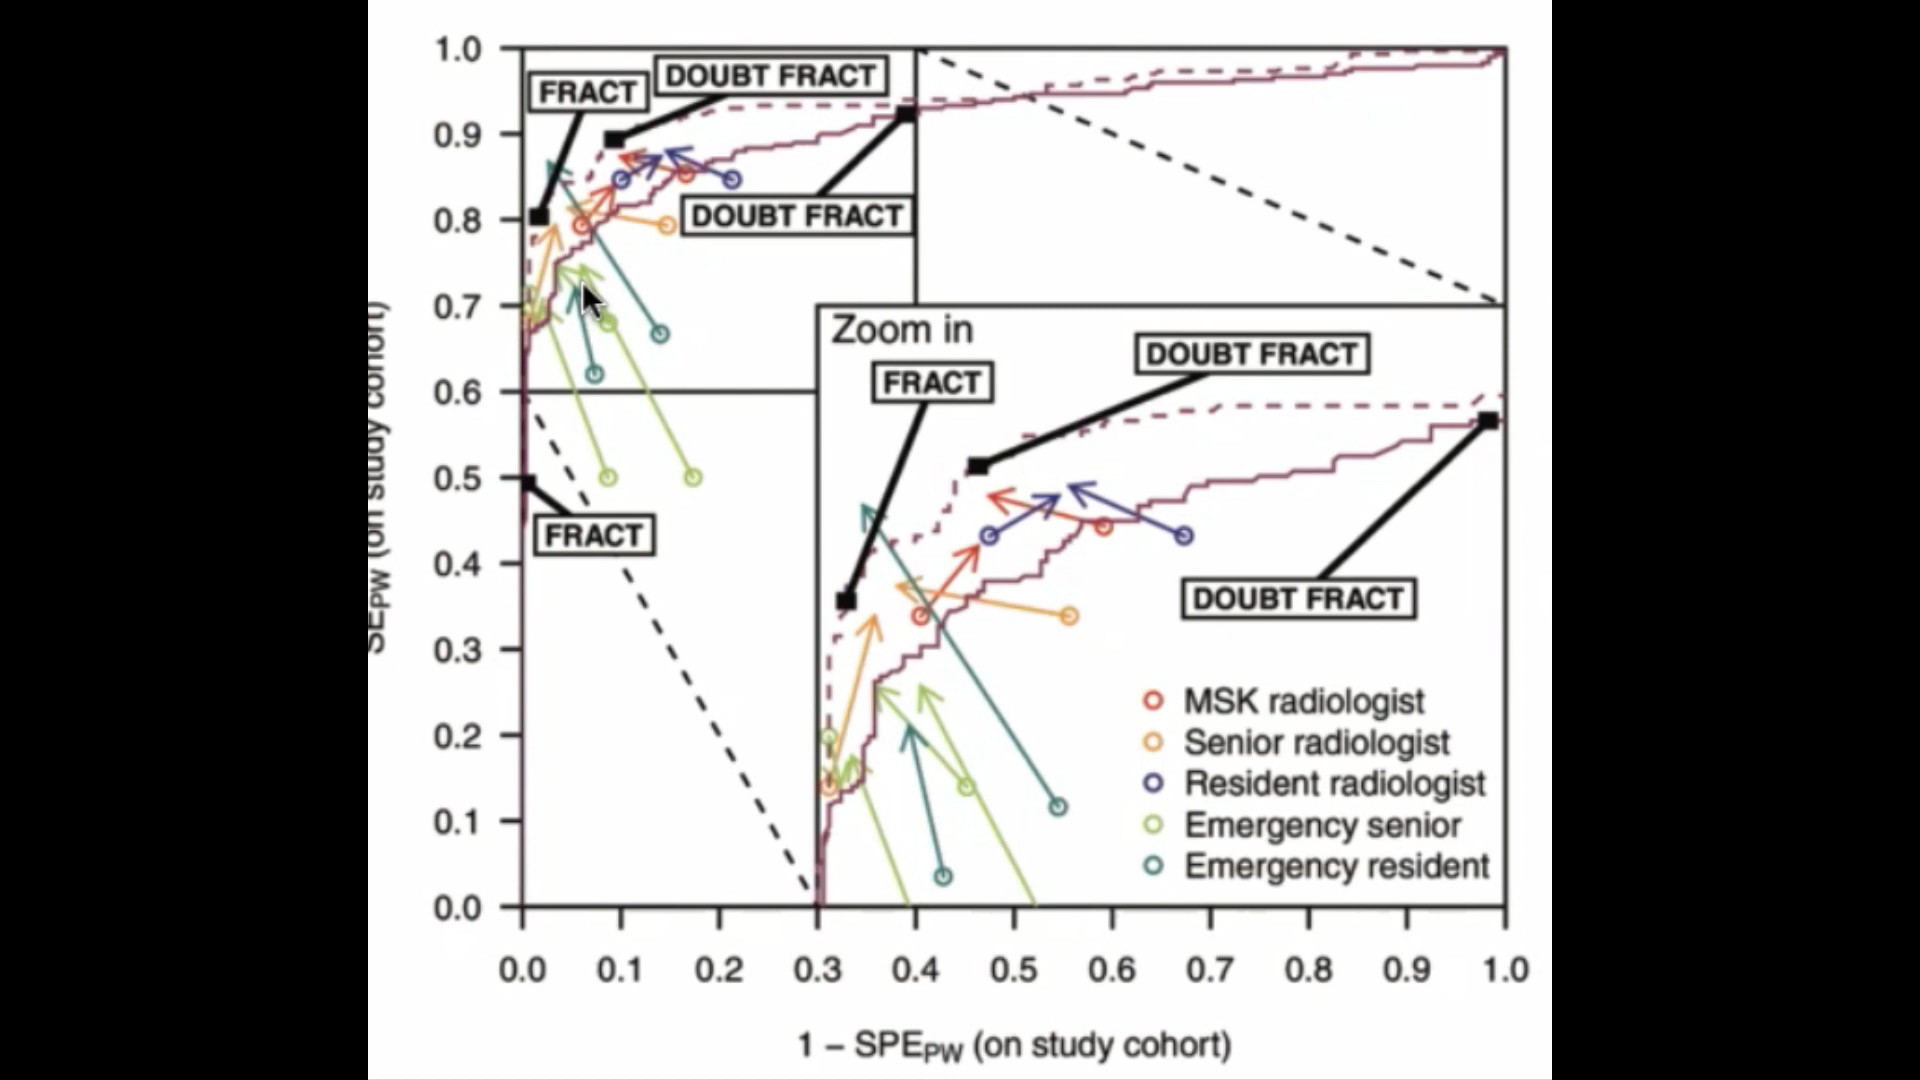 1.0
0.9
0.8
0.7
0.6
0.5
0.4
0.3
0.2
0.1
0.0
SEPW (on study cohort)
FRACT
DOUBT FRACT
DOUBT FRACT
FRACT
Zoom in
DOUBT FRACT
FRACT
DOUBT FRACT
MSK radiologist
Senior radiologist
Resident radiologist
Emergency senior
Emergency resident
0.0 0.1 0.2 0.3 0.4 0.5 0.6 0.7 0.8 0.9 1.0
1 – SPEPW (on study cohort)